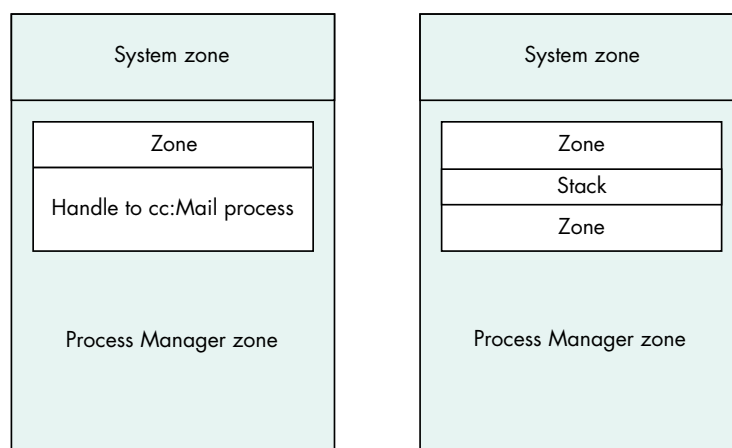 System zone
Zone
Handle to cc:Mail process
Process Manager zone
System zone
Zone
Stack
Zone
Process Manager zone